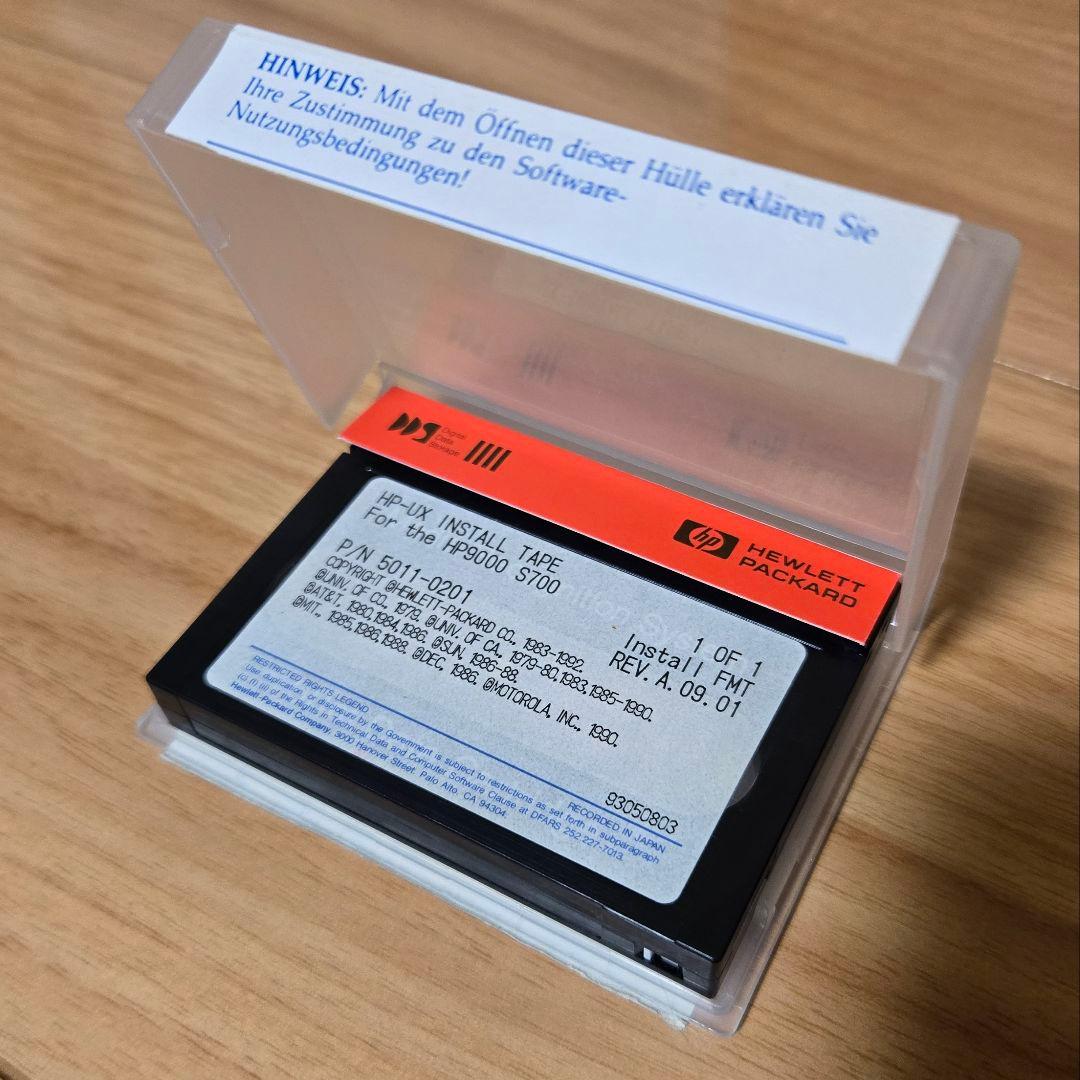 HINWEIS: Mit dem Öffnen dieser Hülle erklären Sie
Ihre Zustimmung zu den Software-
Nutzungsbedingungen!
DDS
Digital
Data
Storage
hp
HEWLETT
PACKARD
HP-UX INSTALL TAPE
For the HP9000 S700
1 OF 1
Install FMT
P/N 5011-0201
REV. A.09.01
COPYRIGHT @HEWLETT-PACKARD CO., 1983-1992.
@UNIV. OF CO., 1979. @UNIV. OF CA., 1979-80,1983,1985-1990.
@AT&T., 1980,1984,1986. @SUN., 1986-88.
@MIT., 1985,1986,1988. @DEC, 1986. @MOTOROLA, INC., 1990.
93050803
RECORDED IN JAPAN
RESTRICTED RIGHTS LEGEND
Use, duplication, or disclosure by the Government is subject to restrictions as set forth in subparagraph
(c) (1) (ii) of the Rights in Technical Data and Computer Software Clause at DFARS 252.227-7013.
Hewlett-Packard Company, 3000 Hanover Street, Palo Alto, CA 94304.